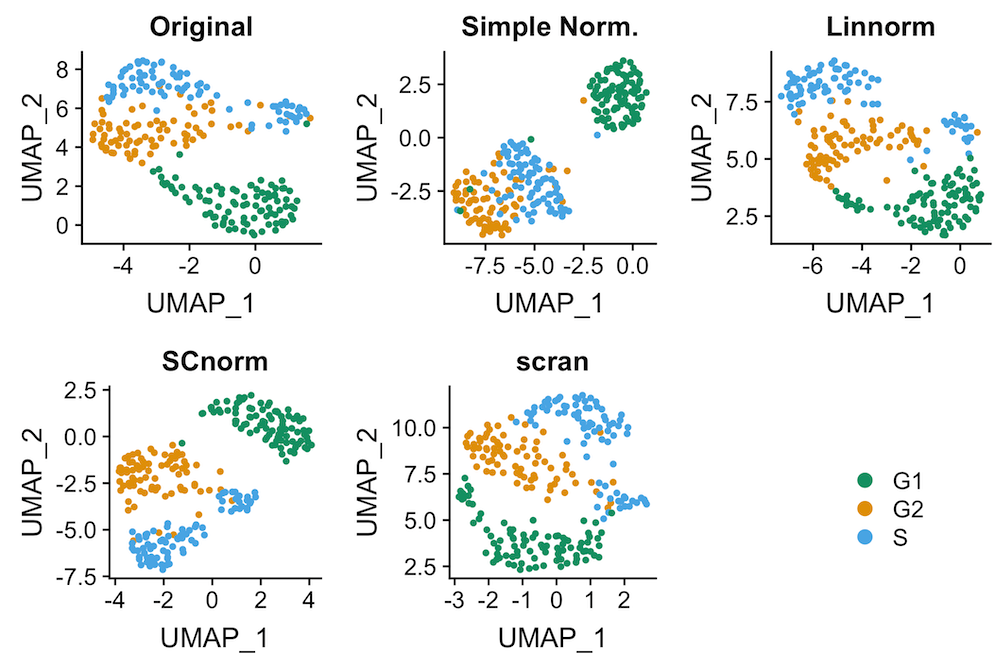 Original
8
6
4
2
0
UMAP_2
-4 -2 0
UMAP_1
Simple Norm.
2.5
0.0
-2.5
UMAP_2
-7.5 -5.0 -2.5 0.0
UMAP_1
Linnorm
7.5
5.0
2.5
UMAP_2
-6 -4 -2 0
UMAP_1
SCnorm
2.5
0.0
-2.5
-5.0
-7.5
UMAP_2
-4 -2 0 2 4
UMAP_1
scran
10.0
7.5
5.0
2.5
UMAP_2
-3 -2 -1 0 1 2
UMAP_1
G1
G2
S